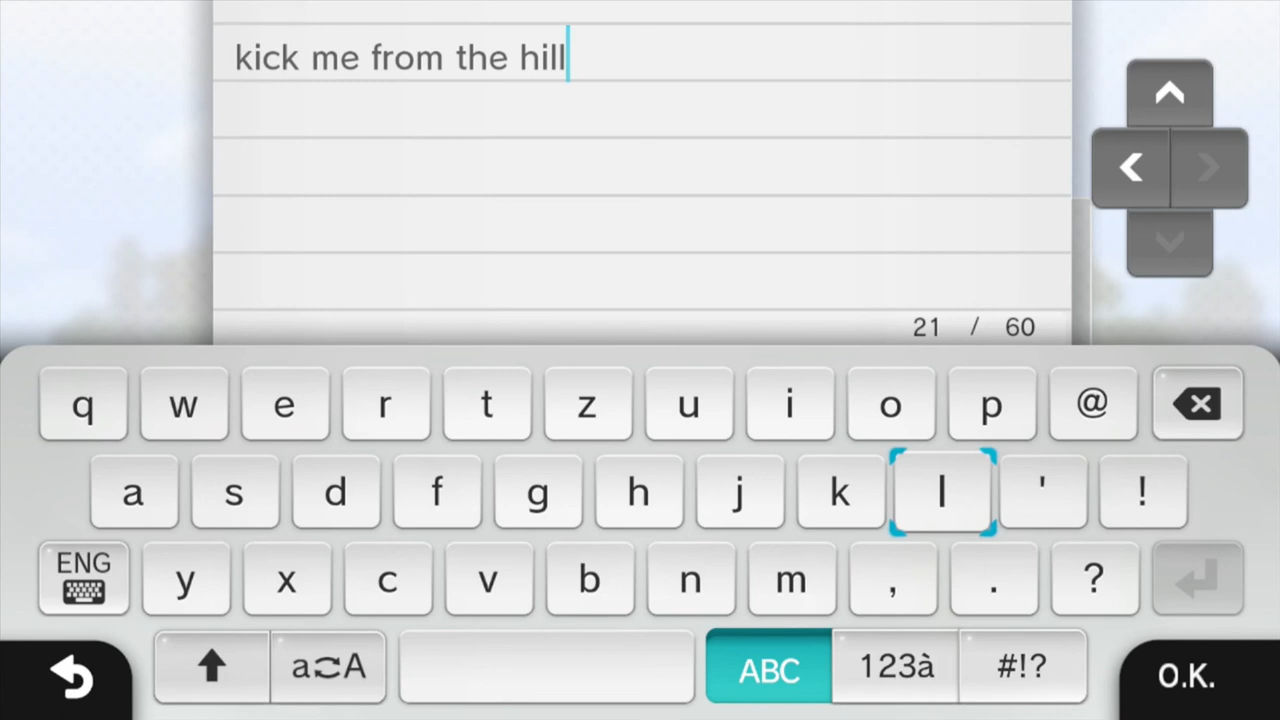 kick me from the hill
21 / 60
q w e r t z u i o p @
a s d f g h j k l ' !
ENG y x c v b n m , . ?
a A ABC 123à #!? O.K.